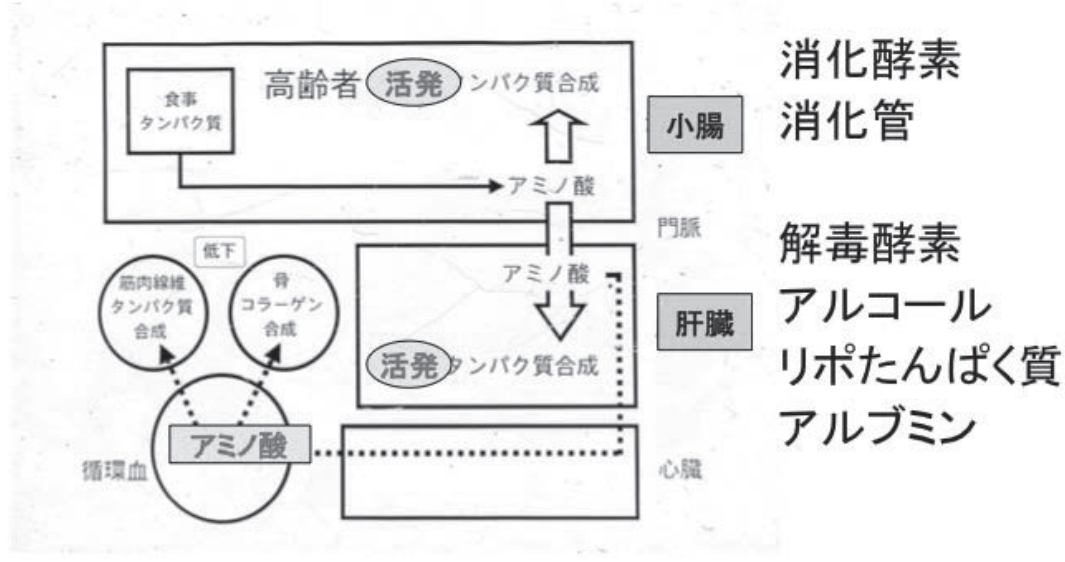 高齢者 活発 ンパク質合成
食事
タンパク質
アミノ酸
小腸
消化酵素
消化管
門脈
低下
筋肉線維
タンパク質
合成
骨
コラーゲン
合成
アミノ酸
活発 タンパク質合成
肝臓
解毒酵素
アルコール
リポたんぱく質
アルブミン
アミノ酸
循環血
心臓